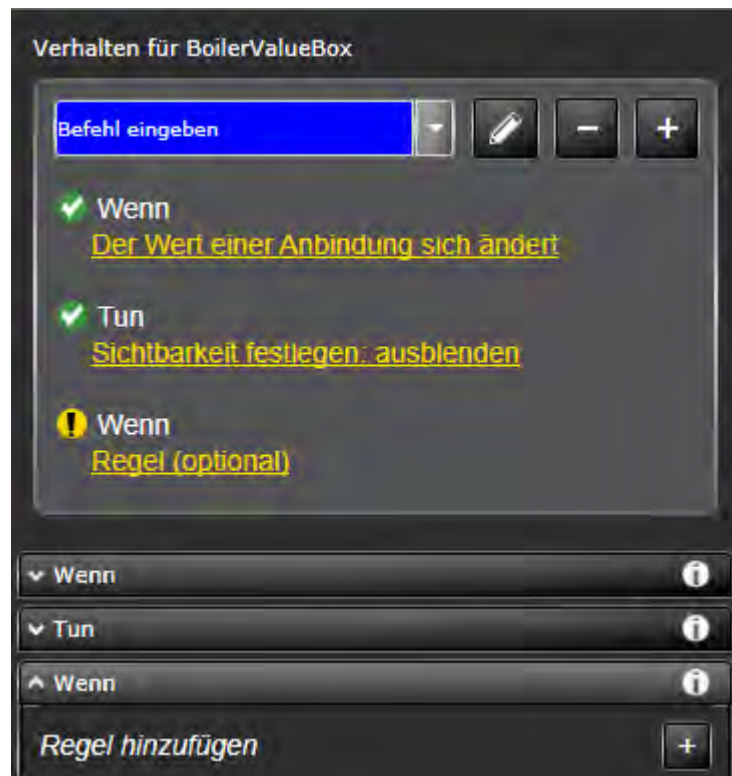 Verhalten für BoilerValueBox
Befehl eingeben
Wenn
Der Wert einer Anbindung sich ändert
Tun
Sichtbarkeit festlegen: ausblenden
Wenn
Regel (optional)
Wenn
Tun
Wenn
Regel hinzufügen